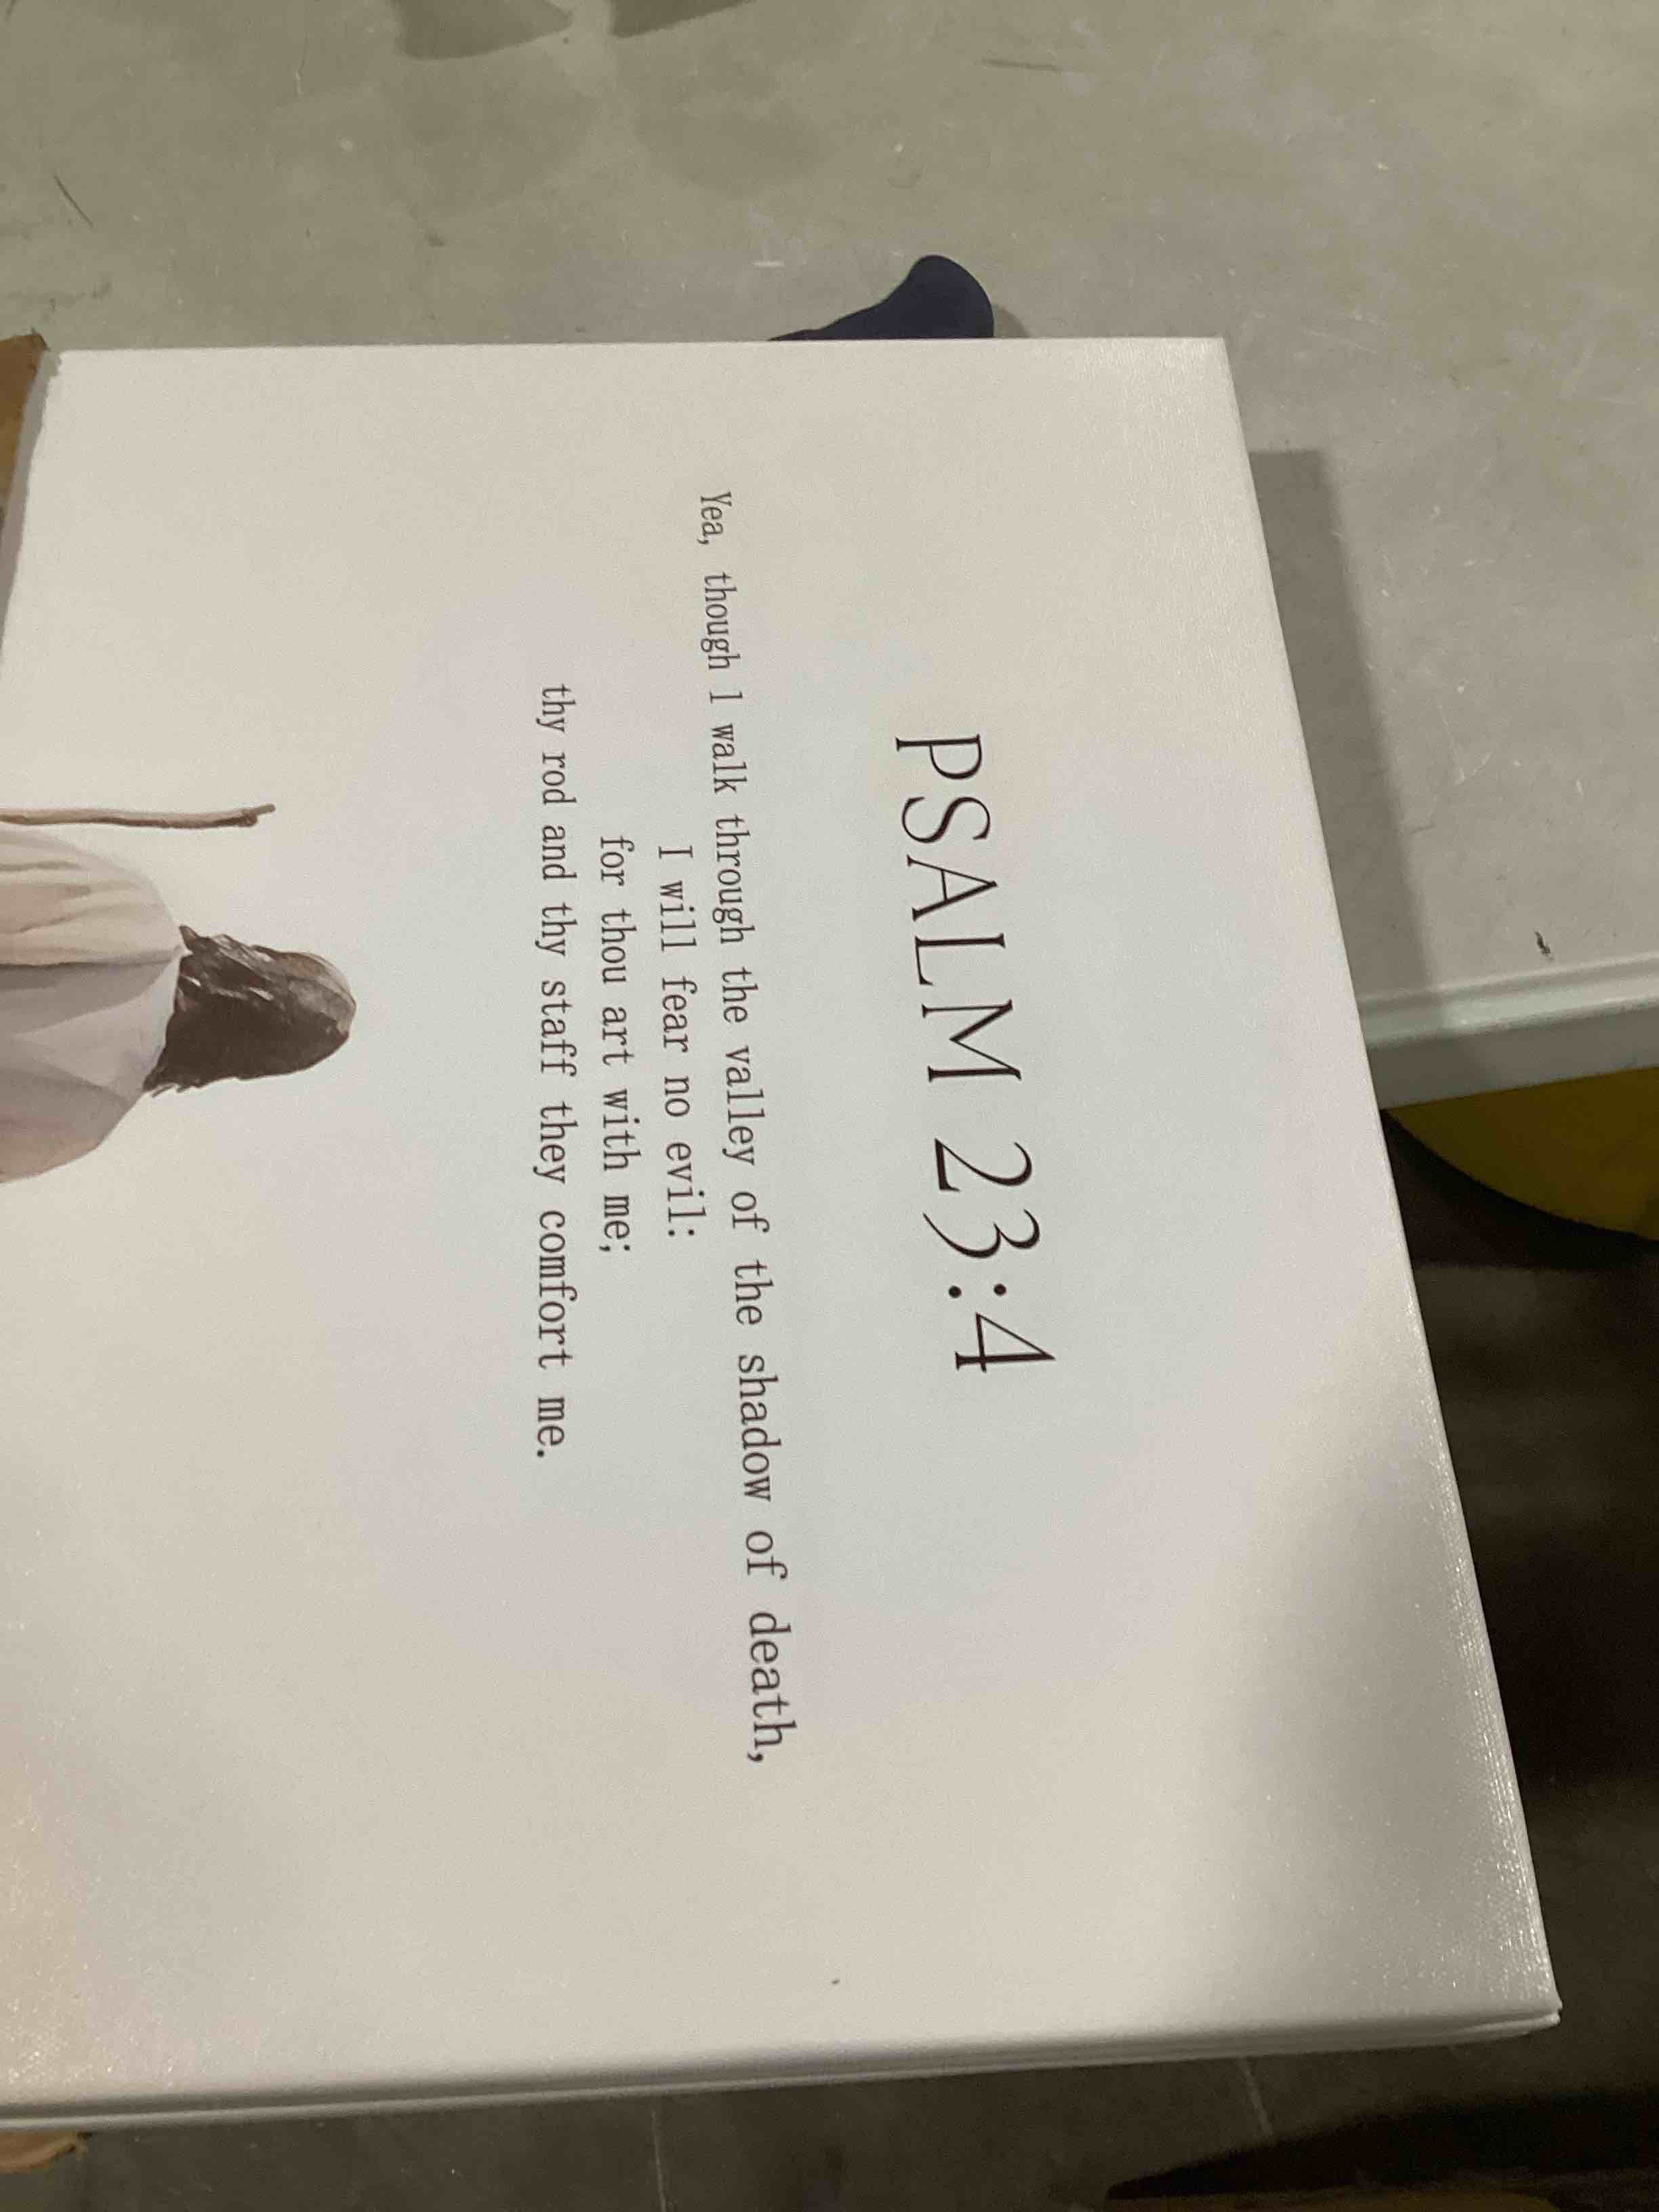 PSALM 23:4
Yea, though l walk through the valley of the shadow of death,
I will fear no evil:
for thou art with me;
thy rod and thy staff they comfort me.